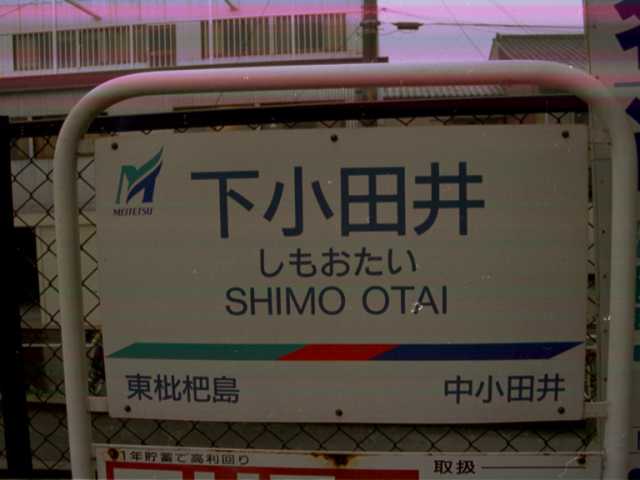 MEITETSU
下小田井
しもおたい
SHIMO OTAI
東枇杷島
中小田井
1年貯蓄で高利回り
取扱